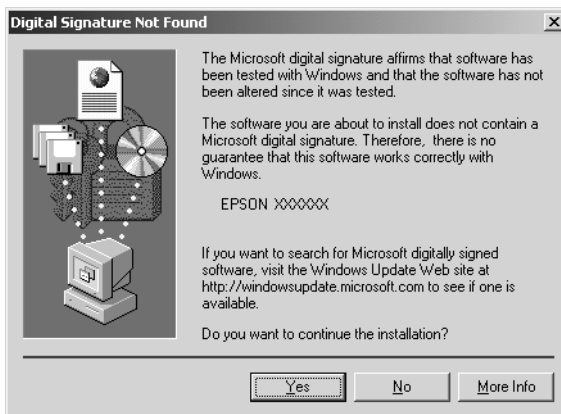 Digital Signature Not Found
The Microsoft digital signature affirms that software has
been tested with Windows and that the software has not
been altered since it was tested.
The software you are about to install does not contain a
Microsoft digital signature. Therefore, there is no
guarantee that this software works correctly with
Windows.
EPSON XXXXXX
If you want to search for Microsoft digitally signed
software, visit the Windows Update Web site at
http://windowsupdate.microsoft.com to see if one is
available.
Do you want to continue the installation?
Yes
No
More Info